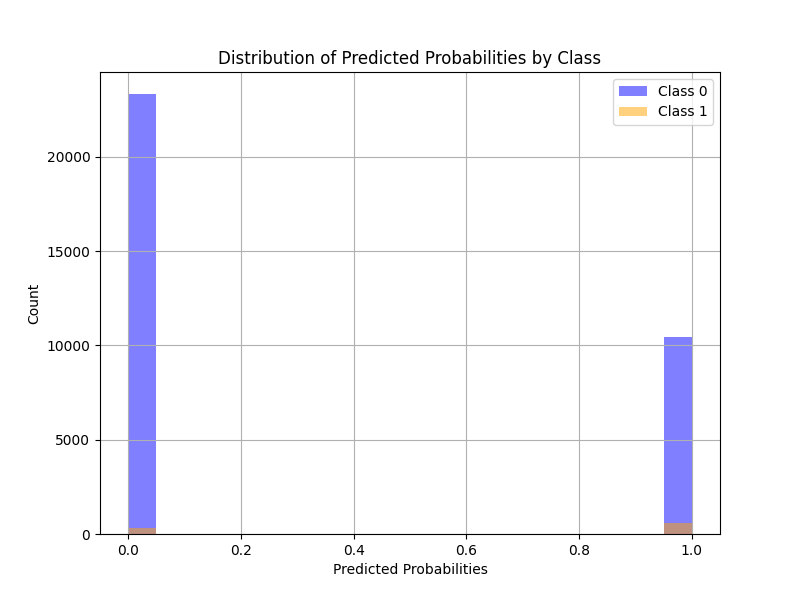 Distribution of Predicted Probabilities by Class
Class 0
Class 1
20000
15000
10000
5000
0
Count
0.0 0.2 0.4 0.6 0.8 1.0
Predicted Probabilities